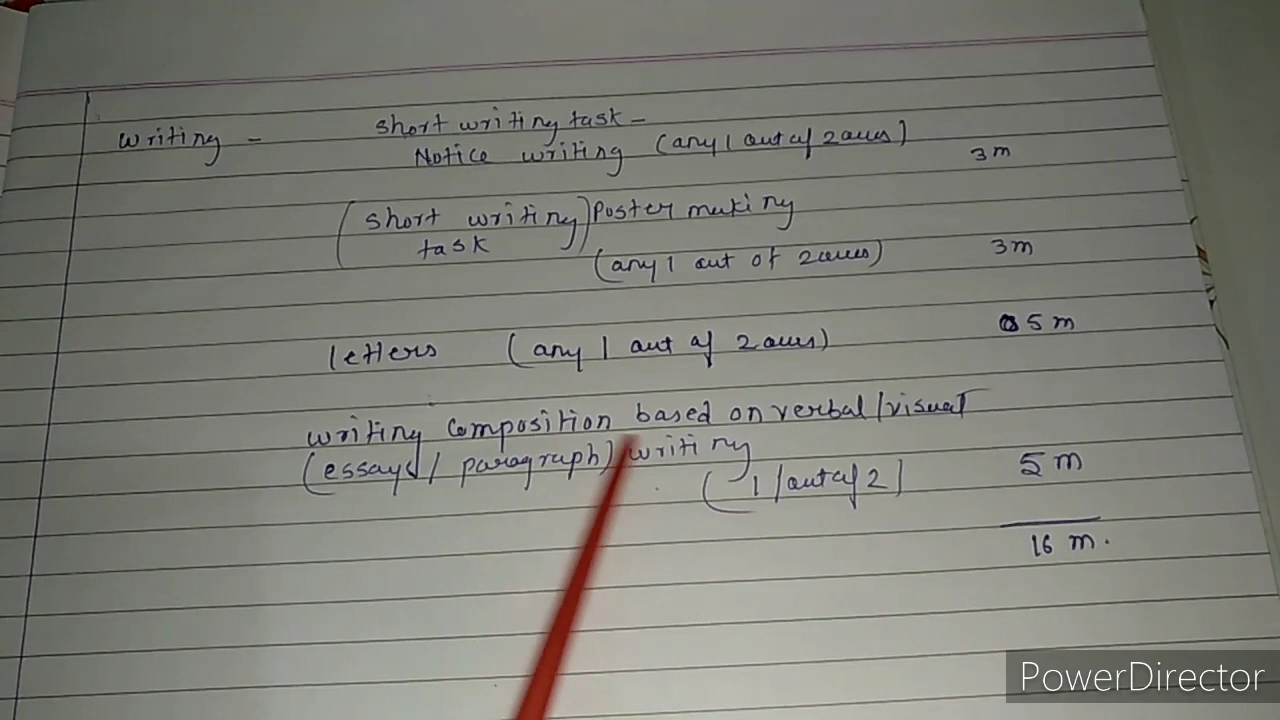 writing - short writing task -
Notice writing (any 1 out of 2 ques) 3 m
(short writing task) Poster making
(any 1 out of 2 ques) 3 m
letters (any 1 out of 2 ques) 5 m
writing composition based on verbal/visual
(essays / paragraph) writing
(1 / out of 2) 5 m
16 m.
PowerDirector